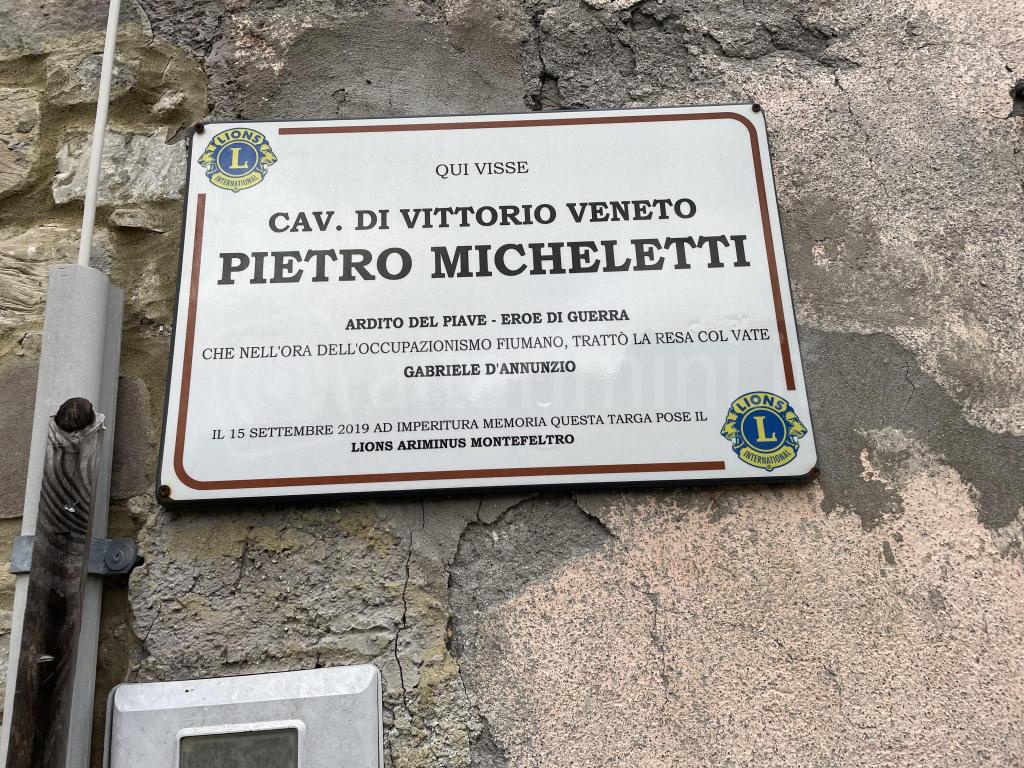 LIONS
L
INTERNATIONAL
QUI VISSE
CAV. DI VITTORIO VENETO
PIETRO MICHELETTI
ARDITO DEL PIAVE - EROE DI GUERRA
CHE NELL'ORA DELL'OCCUPAZIONISMO FIUMANO, TRATTÒ LA RESA COL VATE
GABRIELE D'ANNUNZIO
IL 15 SETTEMBRE 2019 AD IMPERITURA MEMORIA QUESTA TARGA POSE IL
LIONS ARIMINUS MONTEFELTRO
LIONS
L
INTERNATIONAL